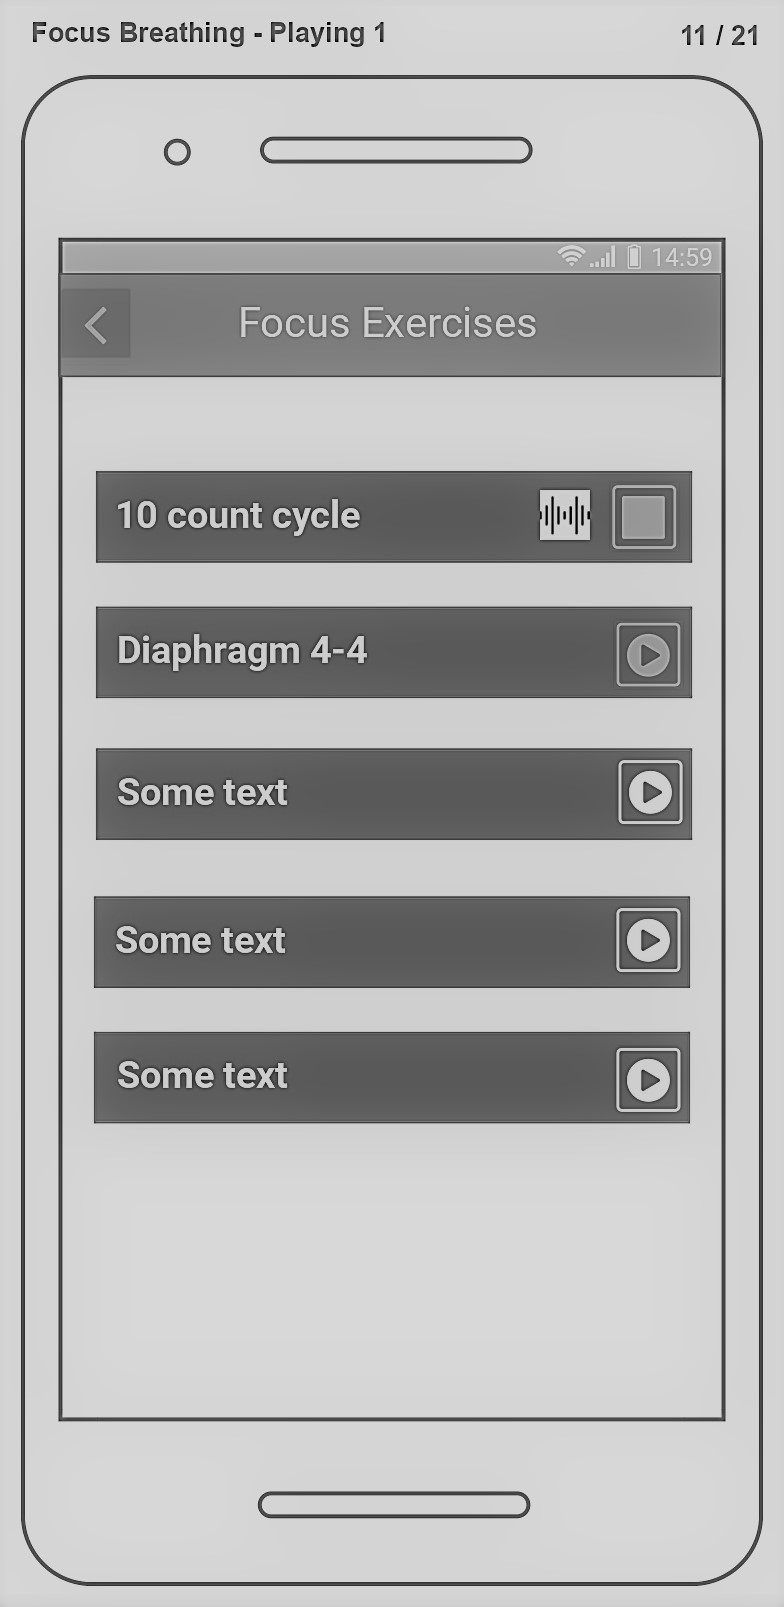 Focus Breathing - Playing 1
11 / 21
14:59
Focus Exercises
10 count cycle
Diaphragm 4-4
Some text
Some text
Some text